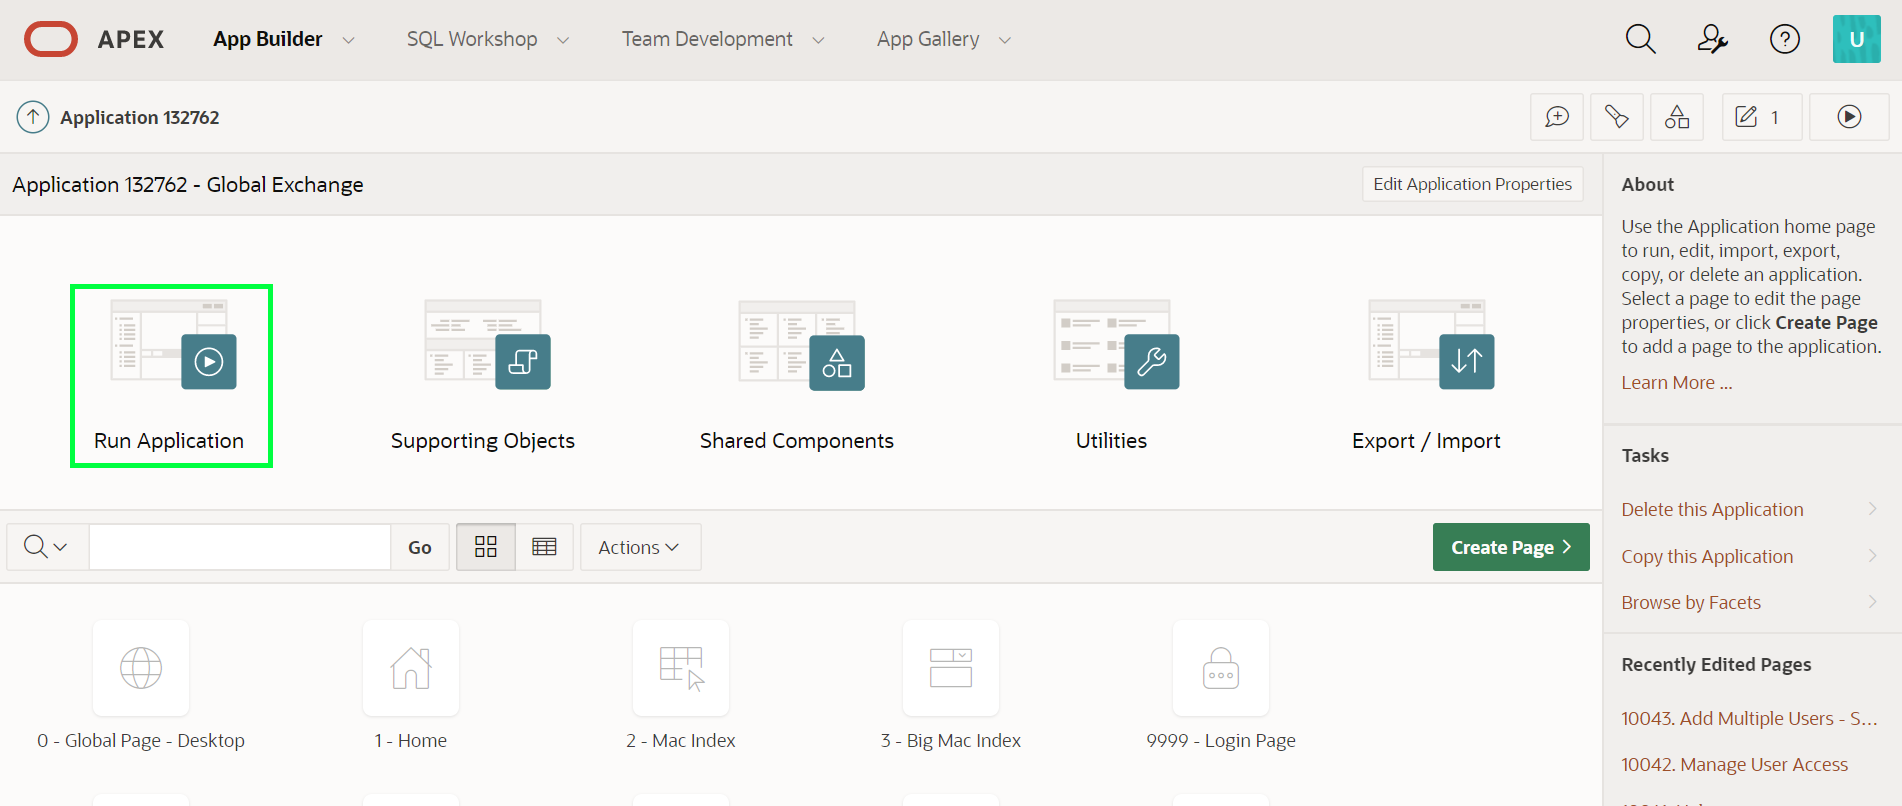 APEX
App Builder
SQL Workshop
Team Development
App Gallery
U
Application 132762
1
Application 132762 - Global Exchange
Edit Application Properties
Run Application
Supporting Objects
Shared Components
Utilities
Export / Import
Go
Actions
Create Page
0 - Global Page - Desktop
1 - Home
2 - Mac Index
3 - Big Mac Index
9999 - Login Page
About
Use the Application home page
to run, edit, import, export,
copy, or delete an application.
Select a page to edit the page
properties, or click Create Page
to add a page to the application.
Learn More ...
Tasks
Delete this Application
Copy this Application
Browse by Facets
Recently Edited Pages
10043. Add Multiple Users - S...
10042. Manage User Access